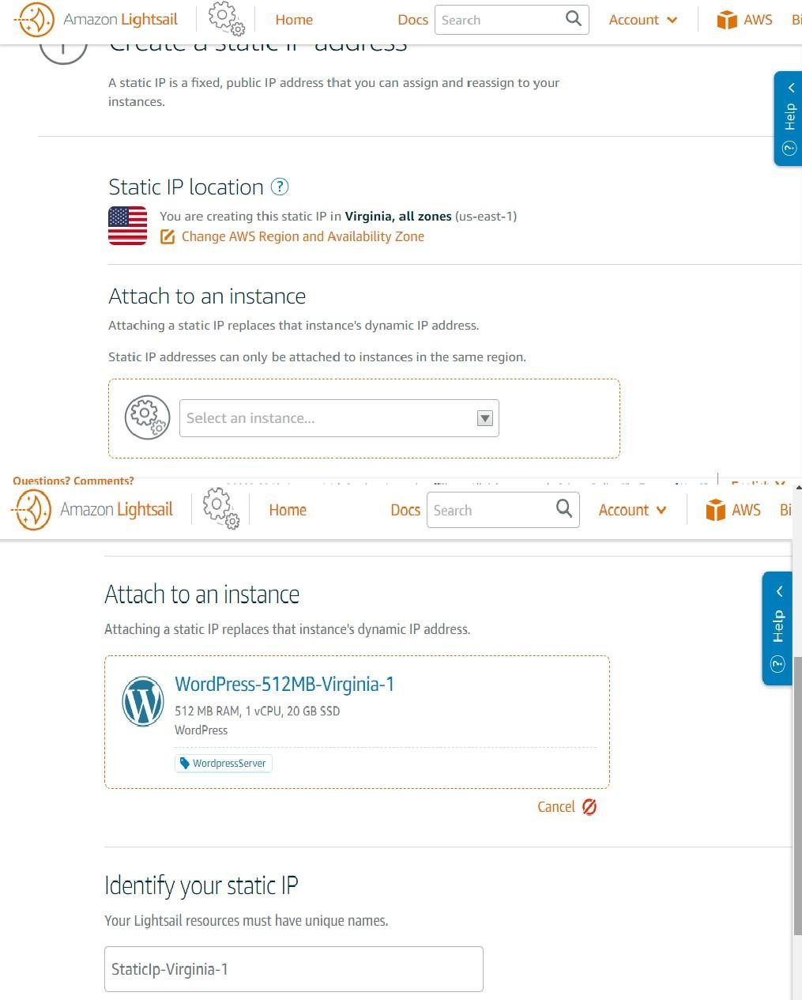 Amazon Lightsail Home Docs Search Account AWS Bi
Create a static IP address
A static IP is a fixed, public IP address that you can assign and reassign to your
instances.
Help
Static IP location ?
You are creating this static IP in Virginia, all zones (us-east-1)
Change AWS Region and Availability Zone
Attach to an instance
Attaching a static IP replaces that instance's dynamic IP address.
Static IP addresses can only be attached to instances in the same region.
Select an instance...
Questions? Comments?
English
Amazon Lightsail Home Docs Search Account AWS Bi
Attach to an instance
Help
Attaching a static IP replaces that instance's dynamic IP address.
WordPress-512MB-Virginia-1
512 MB RAM, 1 vCPU, 20 GB SSD
WordPress
WordpressServer
Cancel
Identify your static IP
Your Lightsail resources must have unique names.
StaticIp-Virginia-1